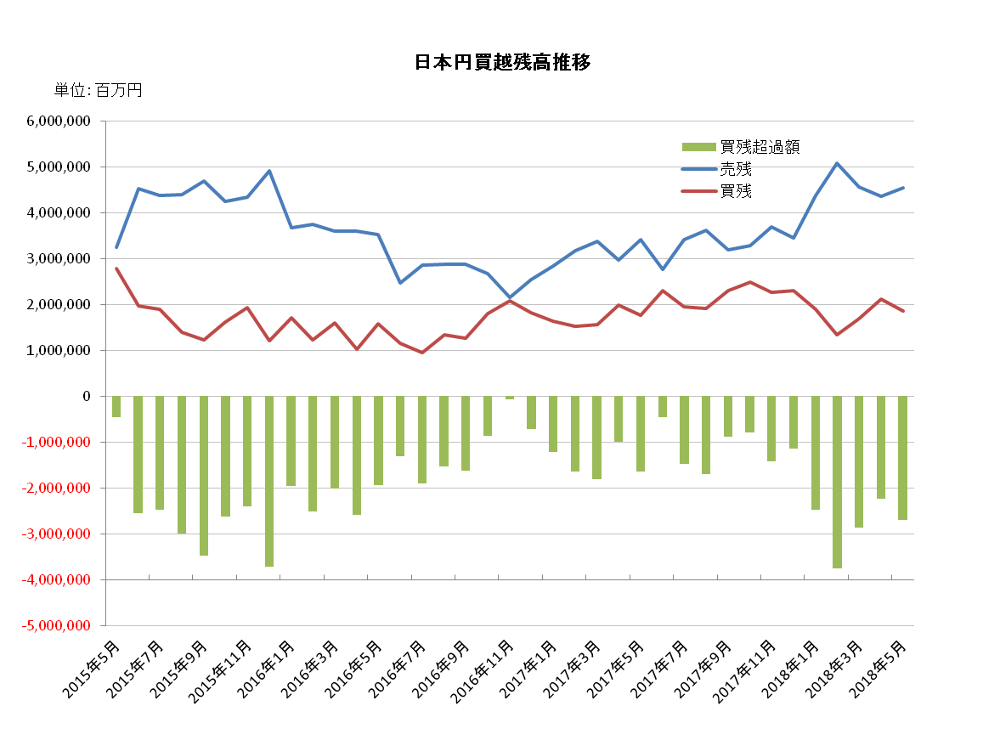 日本円買越残高推移
単位：百万円
買残超過額
売残
買残
6,000,000
5,000,000
4,000,000
3,000,000
2,000,000
1,000,000
0
-1,000,000
-2,000,000
-3,000,000
-4,000,000
-5,000,000
2015年5月
2015年7月
2015年9月
2015年11月
2016年1月
2016年3月
2016年5月
2016年7月
2016年9月
2016年11月
2017年1月
2017年3月
2017年5月
2017年7月
2017年9月
2017年11月
2018年1月
2018年3月
2018年5月